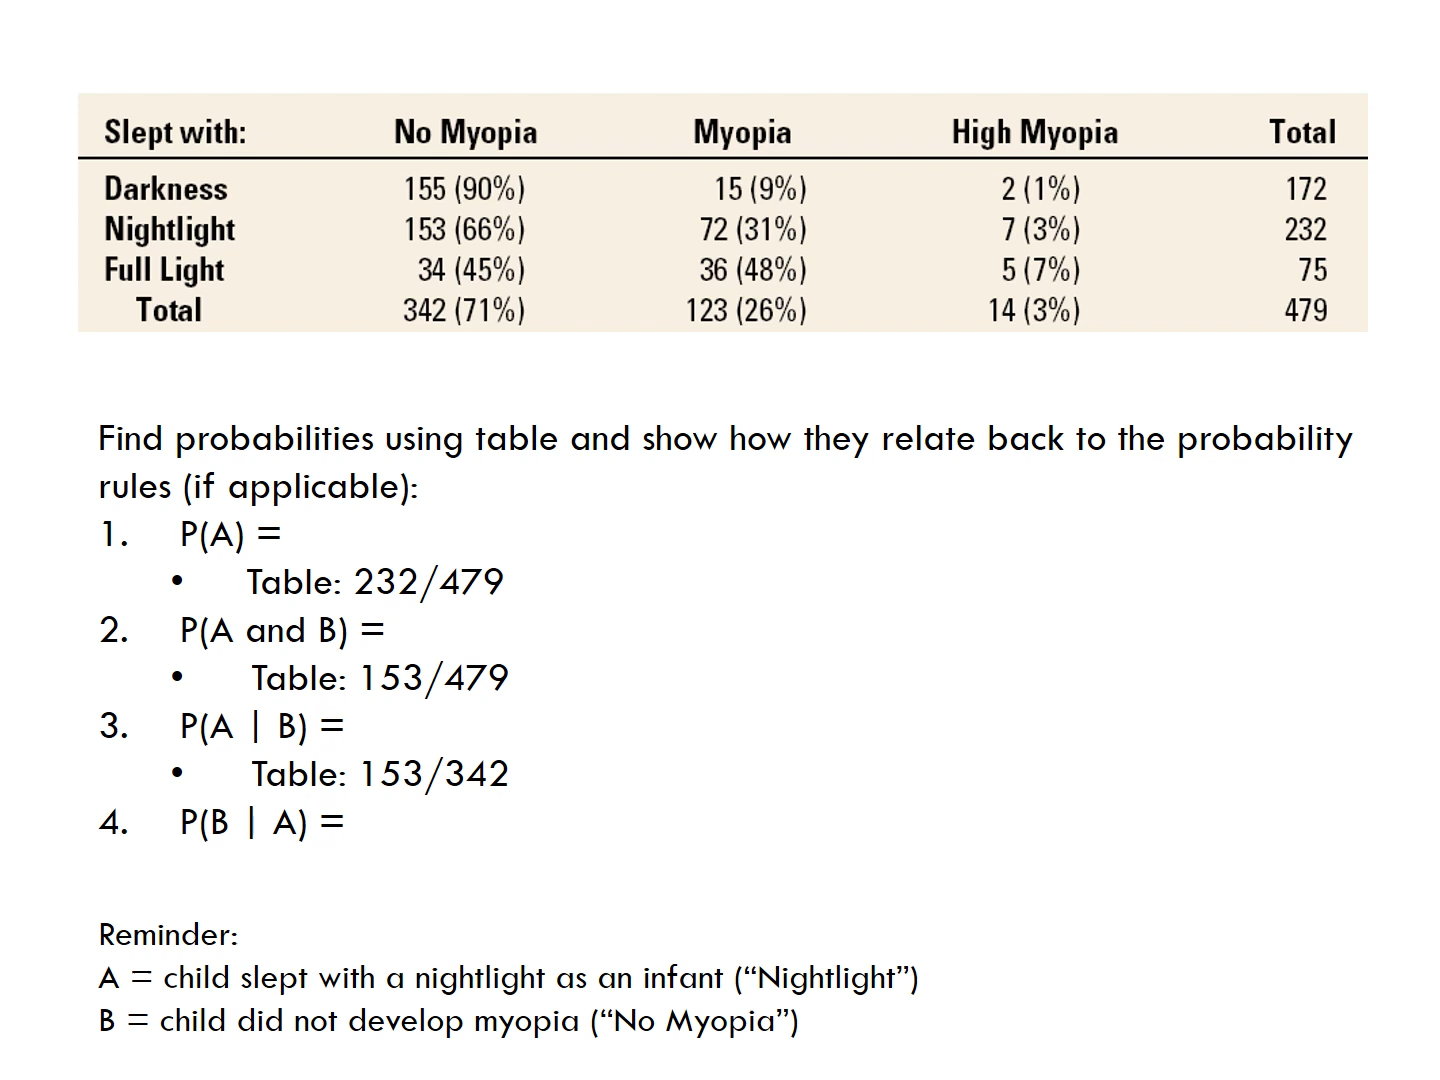 Slept with: No Myopia Myopia High Myopia Total
Darkness 155 (90%) 15 (9%) 2 (1%) 172
Nightlight 153 (66%) 72 (31%) 7 (3%) 232
Full Light 34 (45%) 36 (48%) 5 (7%) 75
Total 342 (71%) 123 (26%) 14 (3%) 479
Find probabilities using table and show how they relate back to the probability
rules (if applicable):
1. P(A) =
• Table: 232/479
2. P(A and B) =
• Table: 153/479
3. P(A | B) =
• Table: 153/342
4. P(B | A) =
Reminder:
A = child slept with a nightlight as an infant (“Nightlight”)
B = child did not develop myopia (“No Myopia”)